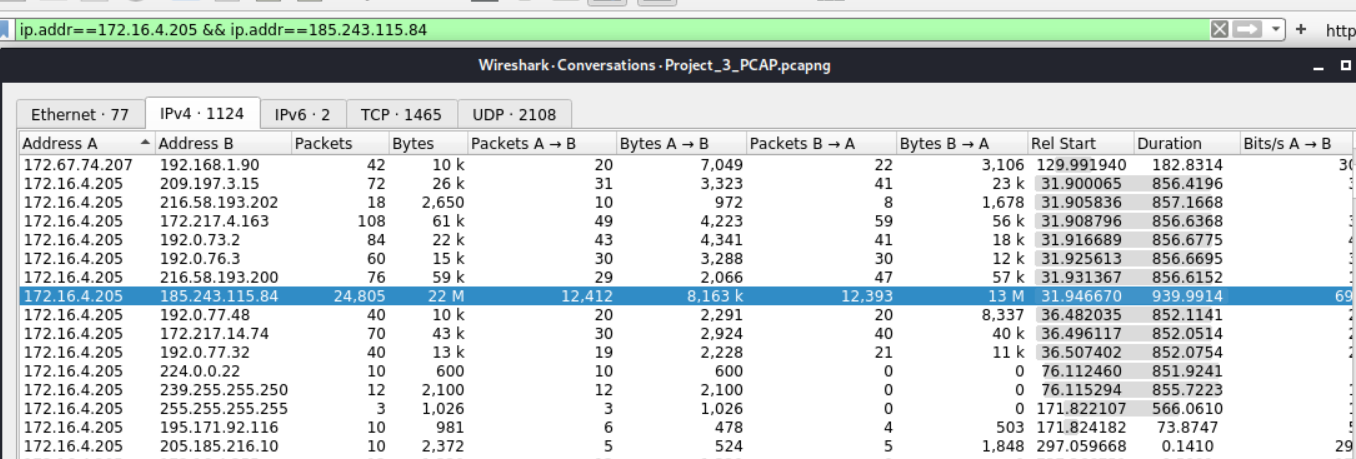 ip.addr==172.16.4.205 && ip.addr==185.243.115.84 + http
Wireshark · Conversations · Project_3_PCAP.pcapng
Ethernet · 77 IPv4 · 1124 IPv6 · 2 TCP · 1465 UDP · 2108
Address A Address B Packets Bytes Packets A → B Bytes A → B Packets B → A Bytes B → A Rel Start Duration Bits/s A → B
172.67.74.207 192.168.1.90 42 10 k 20 7,049 22 3,106 129.991940 182.8314
172.16.4.205 209.197.3.15 72 26 k 31 3,323 41 23 k 31.900065 856.4196
172.16.4.205 216.58.193.202 18 2,650 10 972 8 1,678 31.905836 857.1668
172.16.4.205 172.217.4.163 108 61 k 49 4,223 59 56 k 31.908796 856.6368
172.16.4.205 192.0.73.2 84 22 k 43 4,341 41 18 k 31.916689 856.6775
172.16.4.205 192.0.76.3 60 15 k 30 3,288 30 12 k 31.925613 856.6695
172.16.4.205 216.58.193.200 76 59 k 29 2,066 47 57 k 31.931367 856.6152
172.16.4.205 185.243.115.84 24,805 22 M 12,412 8,163 k 12,393 13 M 31.946670 939.9914 69
172.16.4.205 192.0.77.48 40 10 k 20 2,291 20 8,337 36.482035 852.1141
172.16.4.205 172.217.14.74 70 43 k 30 2,924 40 40 k 36.496117 852.0514
172.16.4.205 192.0.77.32 40 13 k 19 2,228 21 11 k 36.507402 852.0754
172.16.4.205 224.0.0.22 10 600 10 600 0 0 76.112460 851.9241
172.16.4.205 239.255.255.250 12 2,100 12 2,100 0 0 76.115294 855.7223
172.16.4.205 255.255.255.255 3 1,026 3 1,026 0 0 171.822107 566.0610
172.16.4.205 195.171.92.116 10 981 6 478 4 503 171.824182 73.8747
172.16.4.205 205.185.216.10 10 2,372 5 524 5 1,848 297.059668 0.1410 29